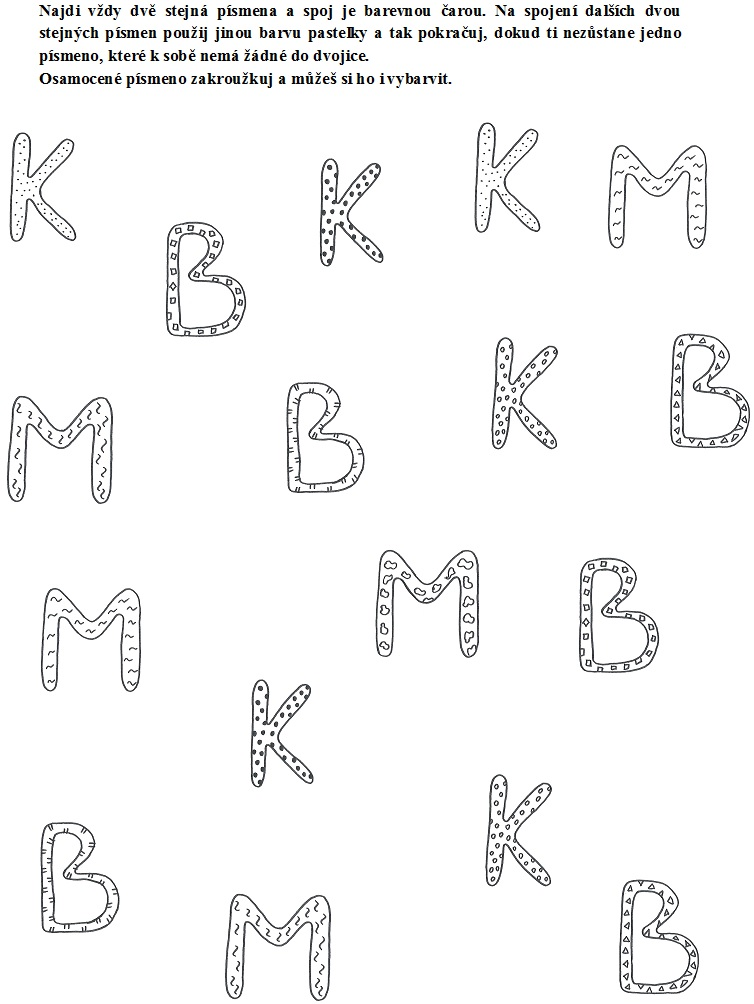 Najdi vždy dvě stejná písmena a spoj je barevnou čarou. Na spojení dalších dvou
stejných písmen použij jinou barvu pastelky a tak pokračuj, dokud ti nezůstane jedno
písmeno, které k sobě nemá žádné do dvojice.
Osamocené písmeno zakroužkuj a můžeš si ho i vybarvit.
K B K K M
M B K B
M M B
K
B M K B